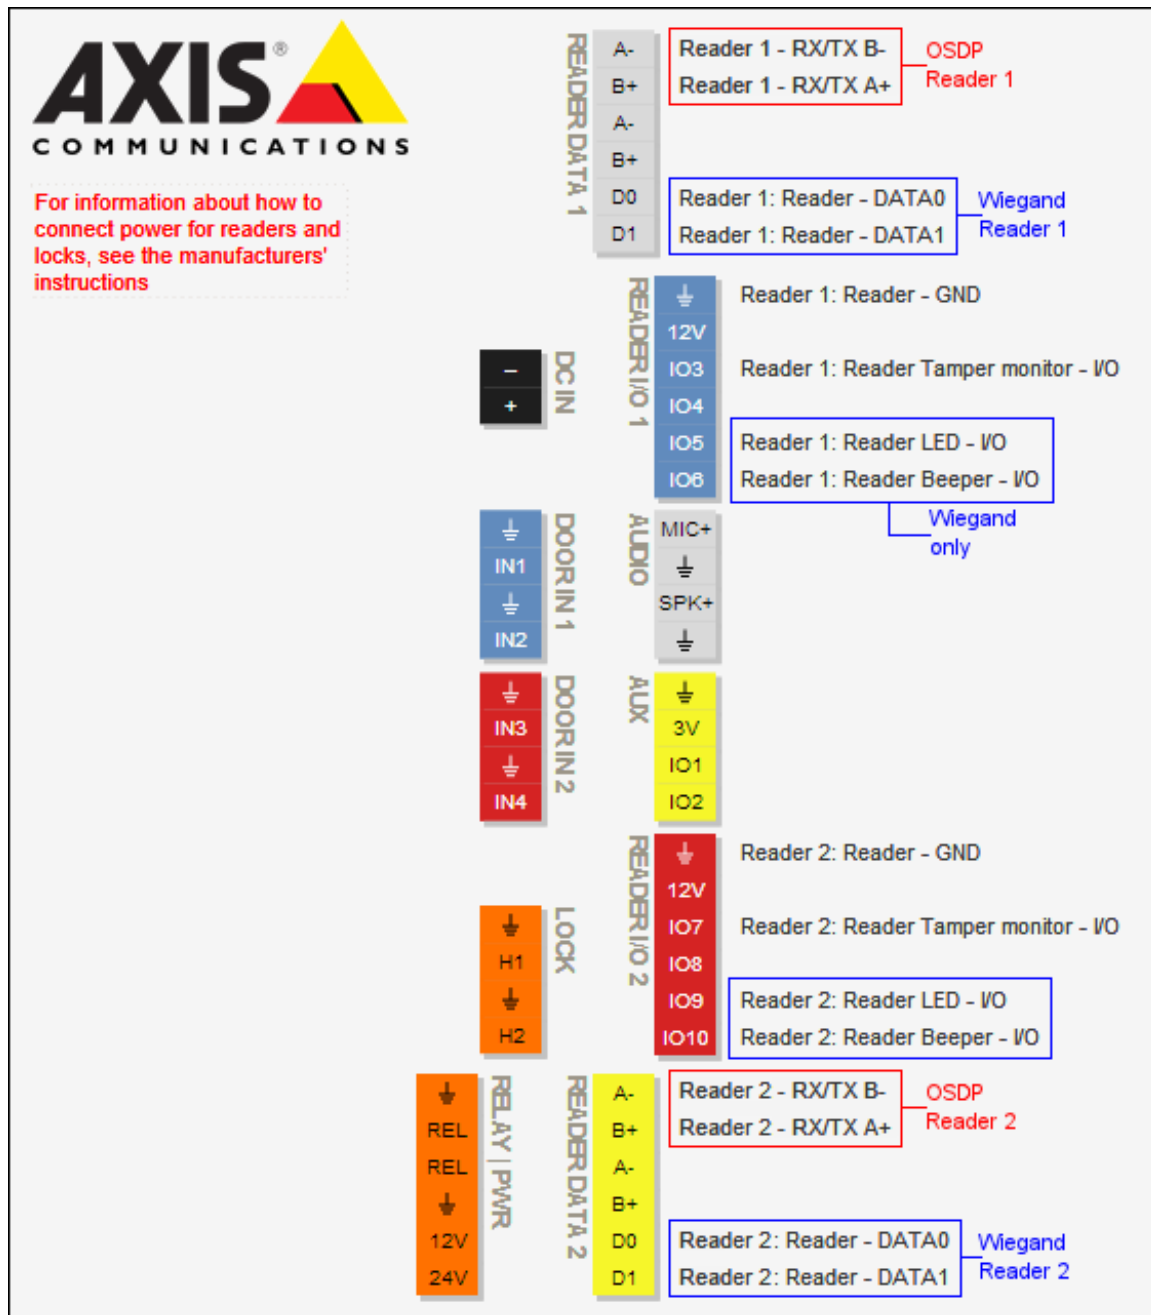 AXIS®
COMMUNICATIONS
For information about how to
connect power for readers and
locks, see the manufacturers'
instructions
READER DATA 1
A-
Reader 1 - RX/TX B-
B+
Reader 1 - RX/TX A+
OSDP
Reader 1
A-
B+
D0
Reader 1: Reader - DATA0
D1
Reader 1: Reader - DATA1
Wiegand
Reader 1
READER I/O 1
Reader 1: Reader - GND
12V
IO3
Reader 1: Reader Tamper monitor - I/O
IO4
IO5
Reader 1: Reader LED - I/O
IO6
Reader 1: Reader Beeper - I/O
Wiegand
only
DC IN
–
+
DOOR IN 1
IN1
IN2
AUDIO
MIC+
SPK+
DOOR IN 2
IN3
IN4
AUX
3V
IO1
IO2
READER I/O 2
Reader 2: Reader - GND
12V
IO7
Reader 2: Reader Tamper monitor - I/O
IO8
IO9
Reader 2: Reader LED - I/O
IO10
Reader 2: Reader Beeper - I/O
LOCK
H1
H2
RELAY | PWR
REL
REL
12V
24V
READER DATA 2
A-
Reader 2 - RX/TX B-
B+
Reader 2 - RX/TX A+
OSDP
Reader 2
A-
B+
D0
Reader 2: Reader - DATA0
D1
Reader 2: Reader - DATA1
Wiegand
Reader 2